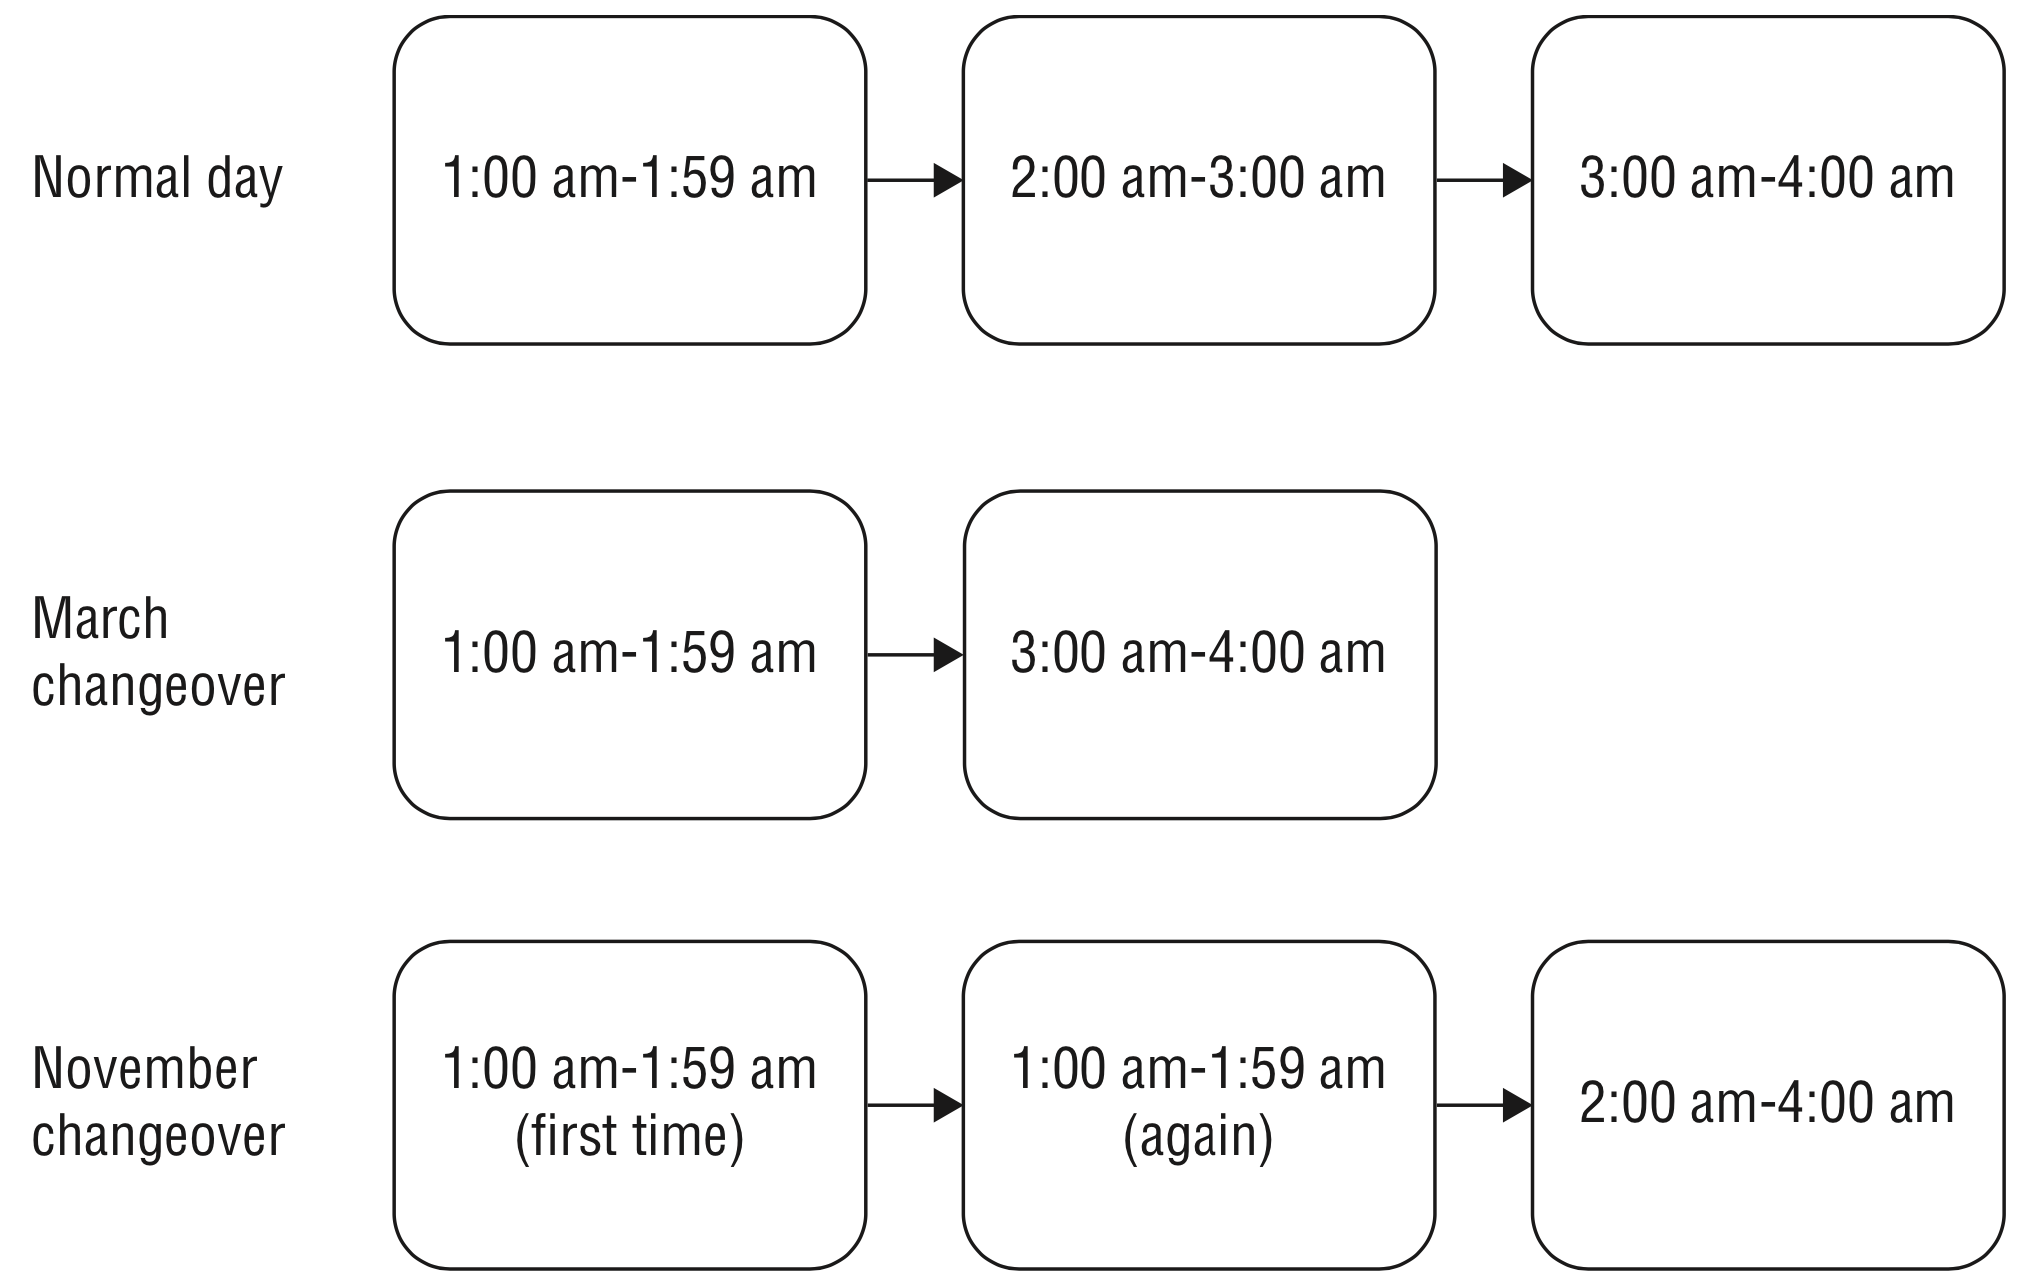 Normal day
1:00 am-1:59 am
2:00 am-3:00 am
3:00 am-4:00 am
March
changeover
1:00 am-1:59 am
3:00 am-4:00 am
November
changeover
1:00 am-1:59 am
(first time)
1:00 am-1:59 am
(again)
2:00 am-4:00 am